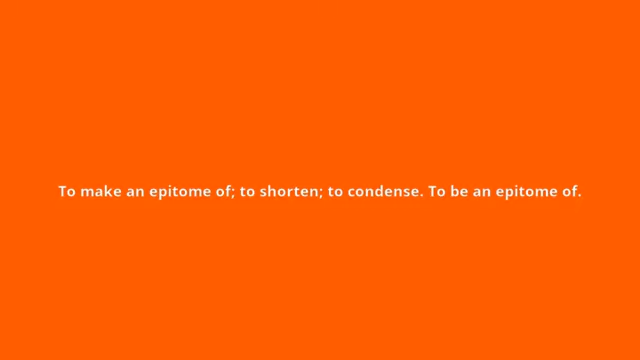 To make an epitome of; to shorten; to condense. To be an epitome of.